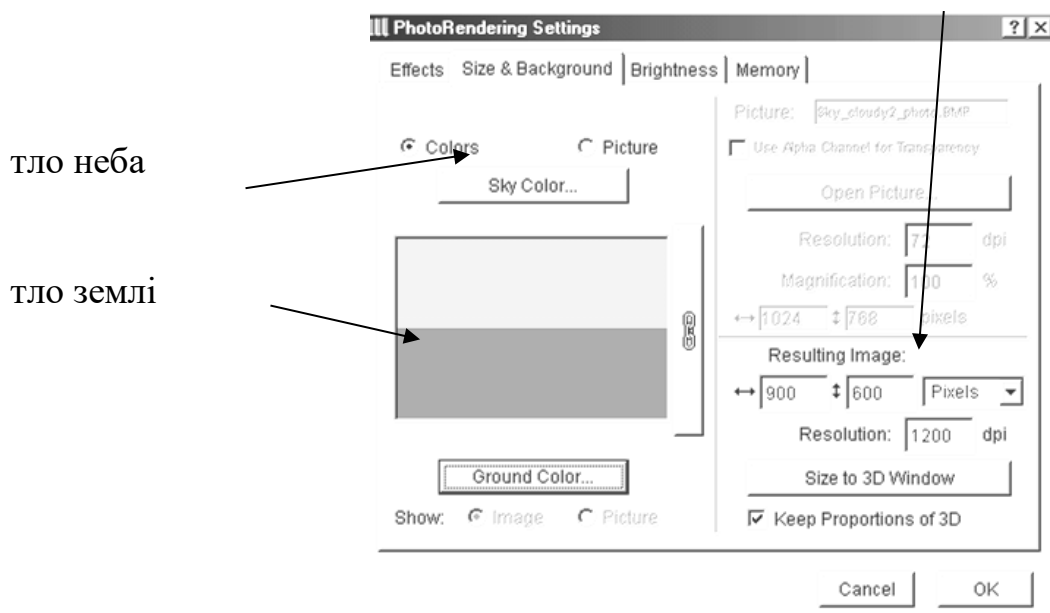 PhotoRendering Settings
Effects Size & Background Brightness Memory
тло неба
тло землі
Colors Picture
Sky Color...
Ground Color...
Show: Image Picture
Picture: Sky_cloudy2_photo.BMP
Use Alpha Channel for Transparency
Open Picture...
Resolution: 72 dpi
Magnification: 100 %
1024 768 pixels
Resulting Image:
900 600 Pixels
Resolution: 1200 dpi
Size to 3D Window
Keep Proportions of 3D
Cancel OK